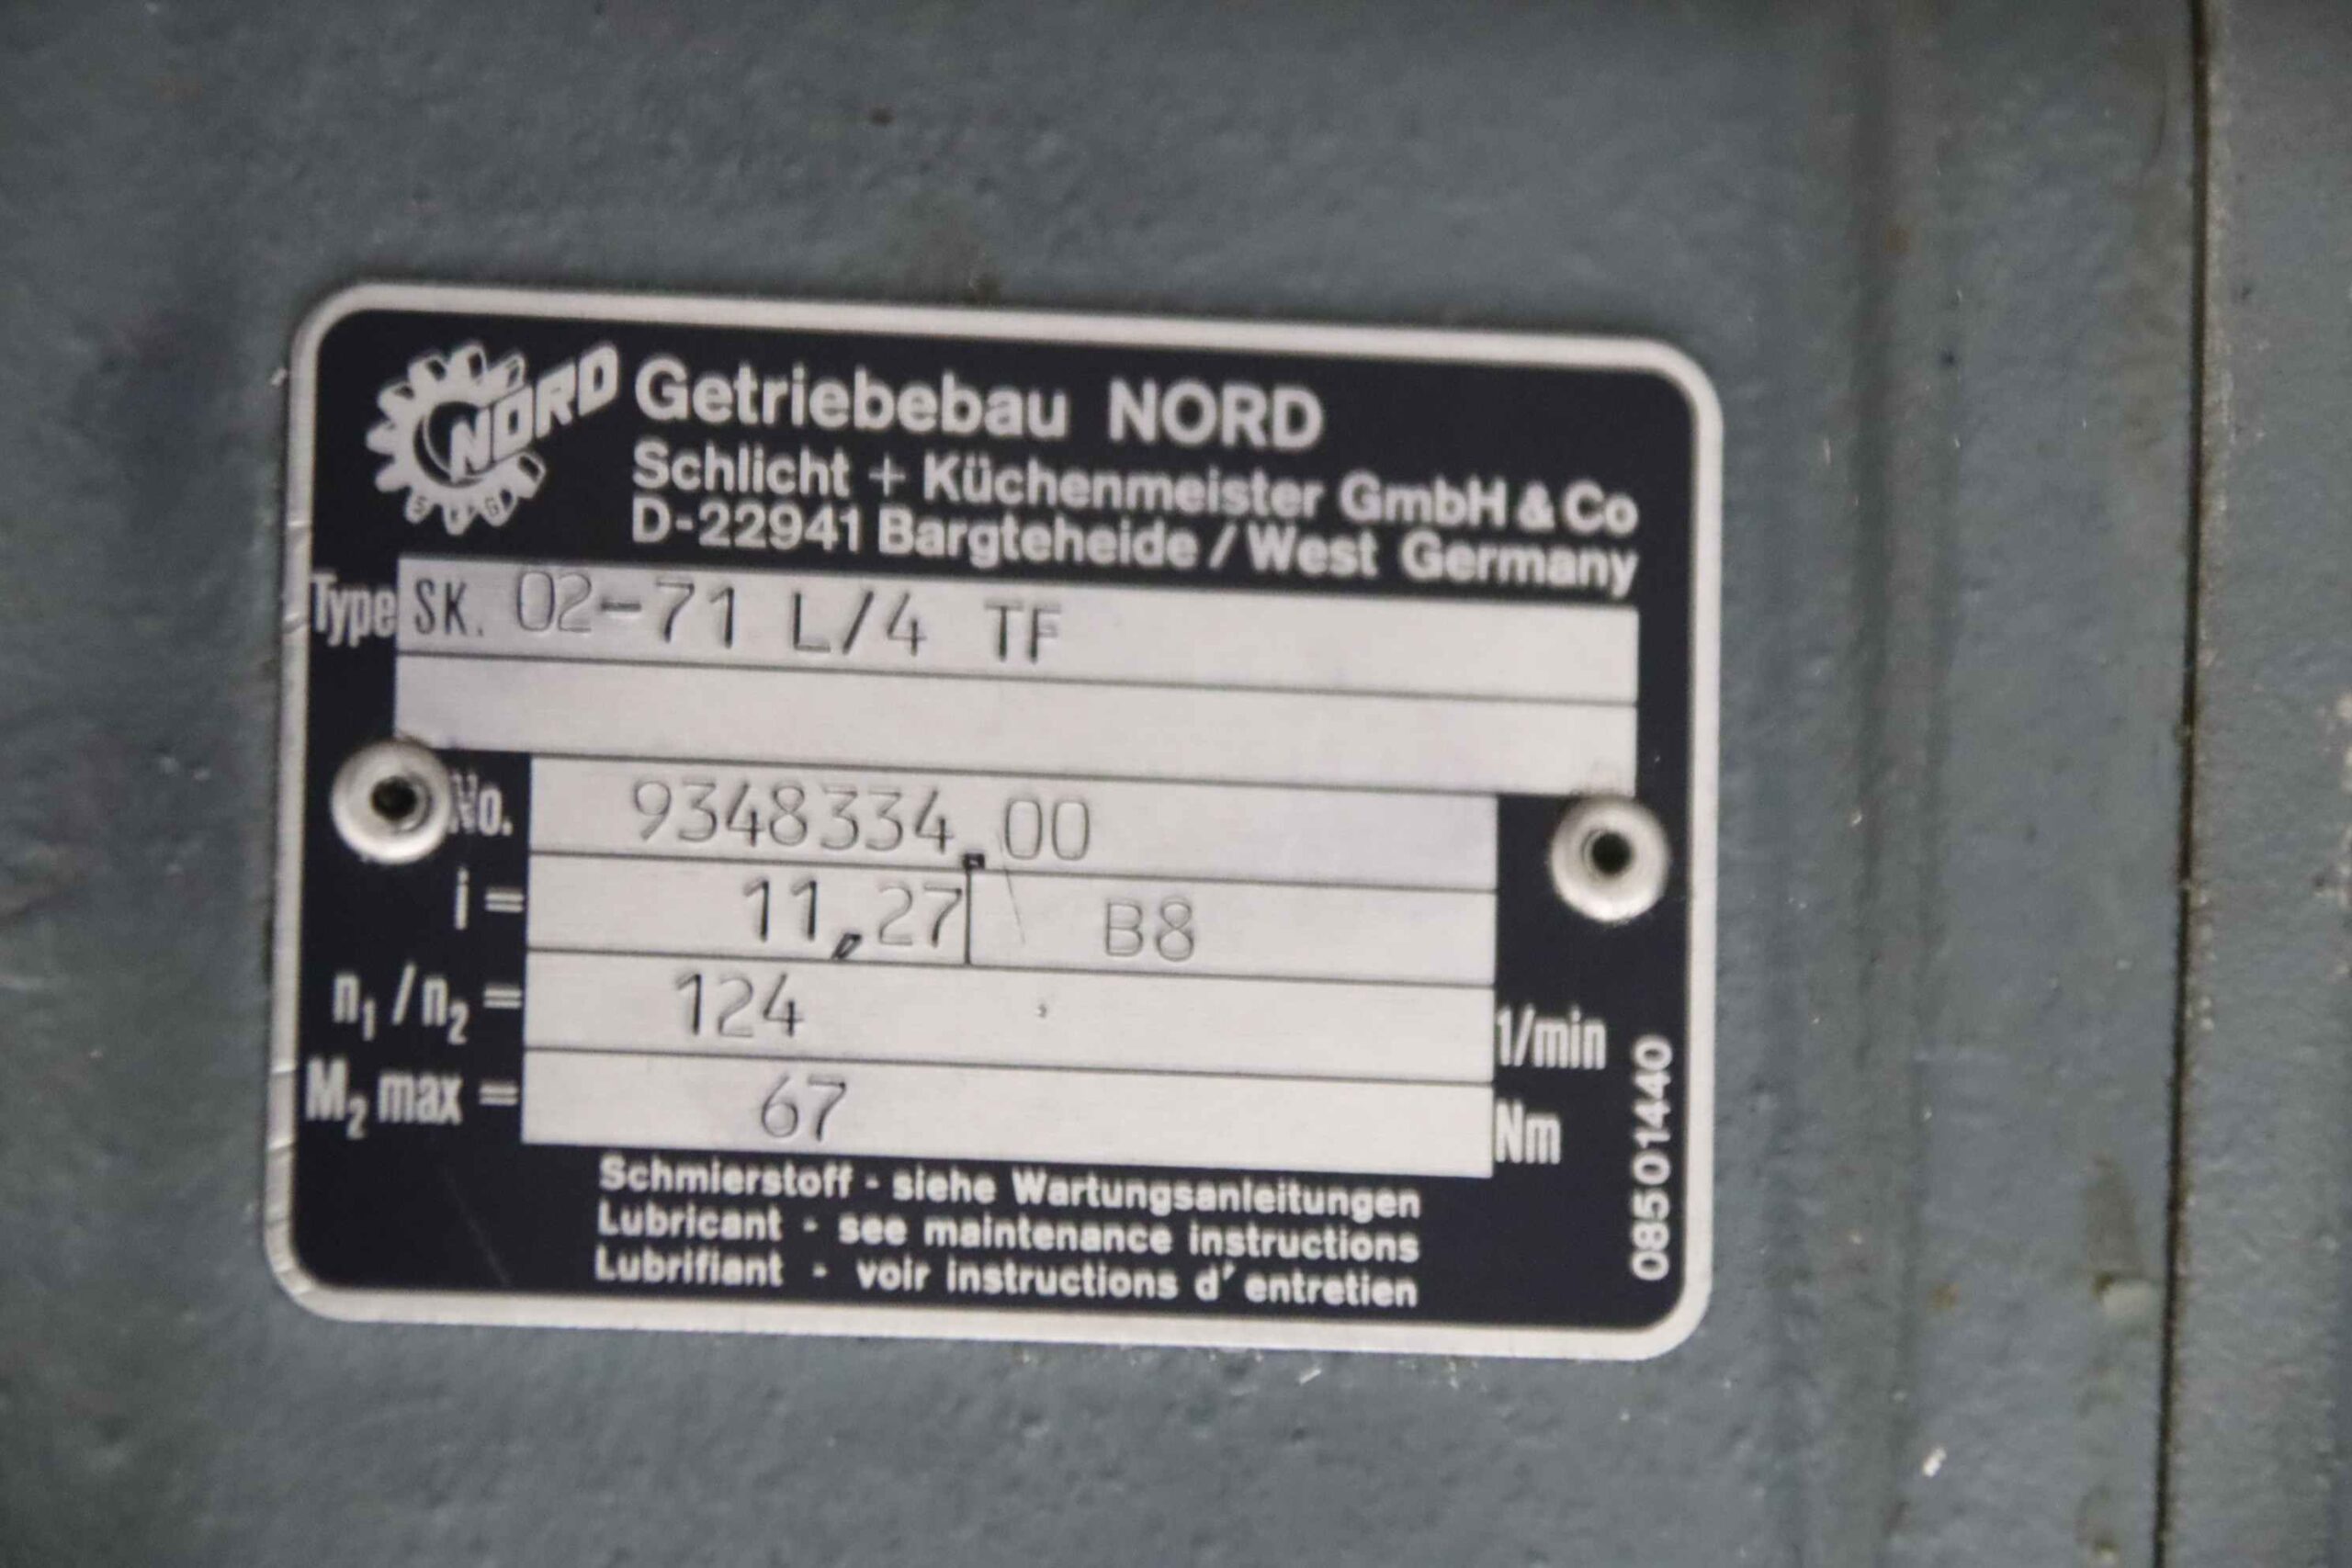 NORD
Getriebebau NORD
Schlicht + Küchenmeister GmbH & Co
D-22941 Bargteheide / West Germany
Type SK. 02-71 L/4 TF
No. 9348334.00
i = 11,27 B8
n₁ / n₂ = 124 1/min
M₂ max = 67 Nm
08501440
Schmierstoff - siehe Wartungsanleitungen
Lubricant - see maintenance instructions
Lubrifiant - voir instructions d' entretien